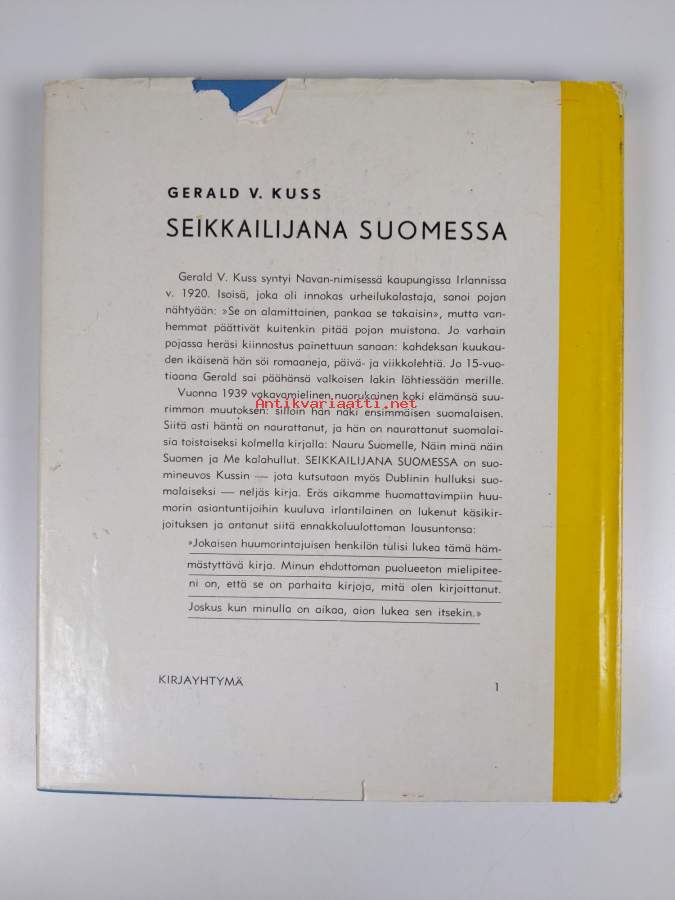 GERALD V. KUSS
SEIKKAILIJANA SUOMESSA
Gerald V. Kuss syntyi Navan-nimisessä kaupungissa Irlannissa
v. 1920. Isoisä, joka oli innokas urheilukalastaja, sanoi pojan
nähtyään: »Se on alamittainen, pankaa se takaisin», mutta van-
hemmat päättivät kuitenkin pitää pojan muistona. Jo varhain
pojassa heräsi kiinnostus painettuun sanaan: kahdeksan kuukau-
den ikäisenä hän söi romaaneja, päivä- ja viikkolehtiä. Jo 15-vuo-
tiaana Gerald sai päähänsä valkoisen lakin lähtiessään merille.
Vuonna 1939 vakavamielinen nuorukainen koki elämänsä suu-
Antikvariaatti.net
rimman muutoksen: silloin hän näki ensimmäisen suomalaisen.
Siitä asti häntä on naurattanut, ja hän on naurattanut suomalai-
sia toistaiseksi kolmella kirjalla: Nauru Suomelle, Näin minä näin
Suomen ja Me kalahullut. SEIKKAILIJANA SUOMESSA on suo-
mineuvos Kussin — jota kutsutaan myös Dublinin hulluksi suo-
malaiseksi — neljäs kirja. Eräs aikamme huomattavimpiin huu-
morin asiantuntijoihin kuuluva irlantilainen on lukenut käsikir-
joituksen ja antanut siitä ennakkoluulottoman lausuntonsa:
»Jokaisen huumorintajuisen henkilön tulisi lukea tämä häm-
mästyttävä kirja. Minun ehdottoman puolueeton mielipitee-
ni on, että se on parhaita kirjoja, mitä olen kirjoittanut.
Joskus kun minulla on aikaa, aion lukea sen itsekin.»
KIRJAYHTYMÄ
1